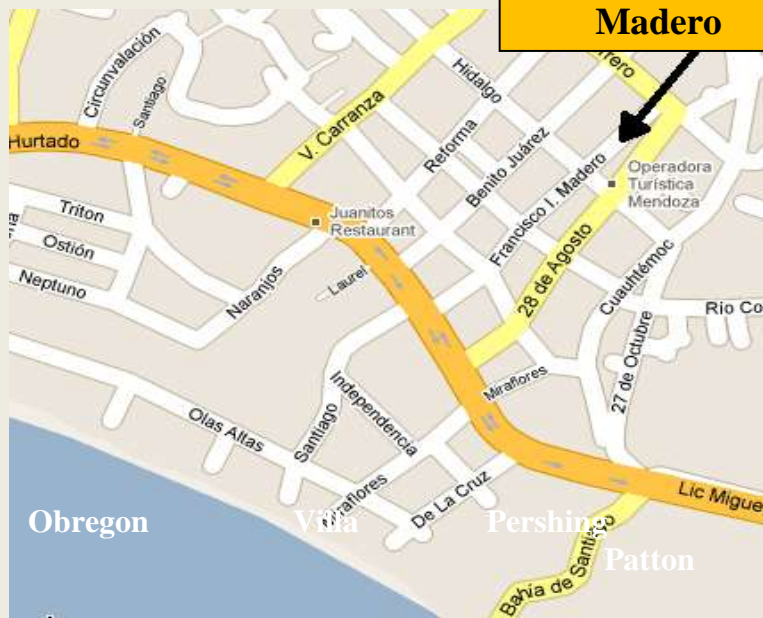 Madero
Circunvalación
Santiago
Hidalgo
rrero
V. Carranza
Reforma
Benito Juárez
Francisco I. Madero
Hurtado
Operadora
Turística
Mendoza
Triton
Juanitos
Restaurant
Ostión
Neptuno
Naranjos
Laurel
28 de Agosto
Cuauhtémoc
Rio Co
27 de Octubre
Miraflores
Independencia
Olas Altas
Santiago
Miraflores
De La Cruz
Lic Migue
Obregon
Villa
Pershing
Patton
Bahía de Santiago